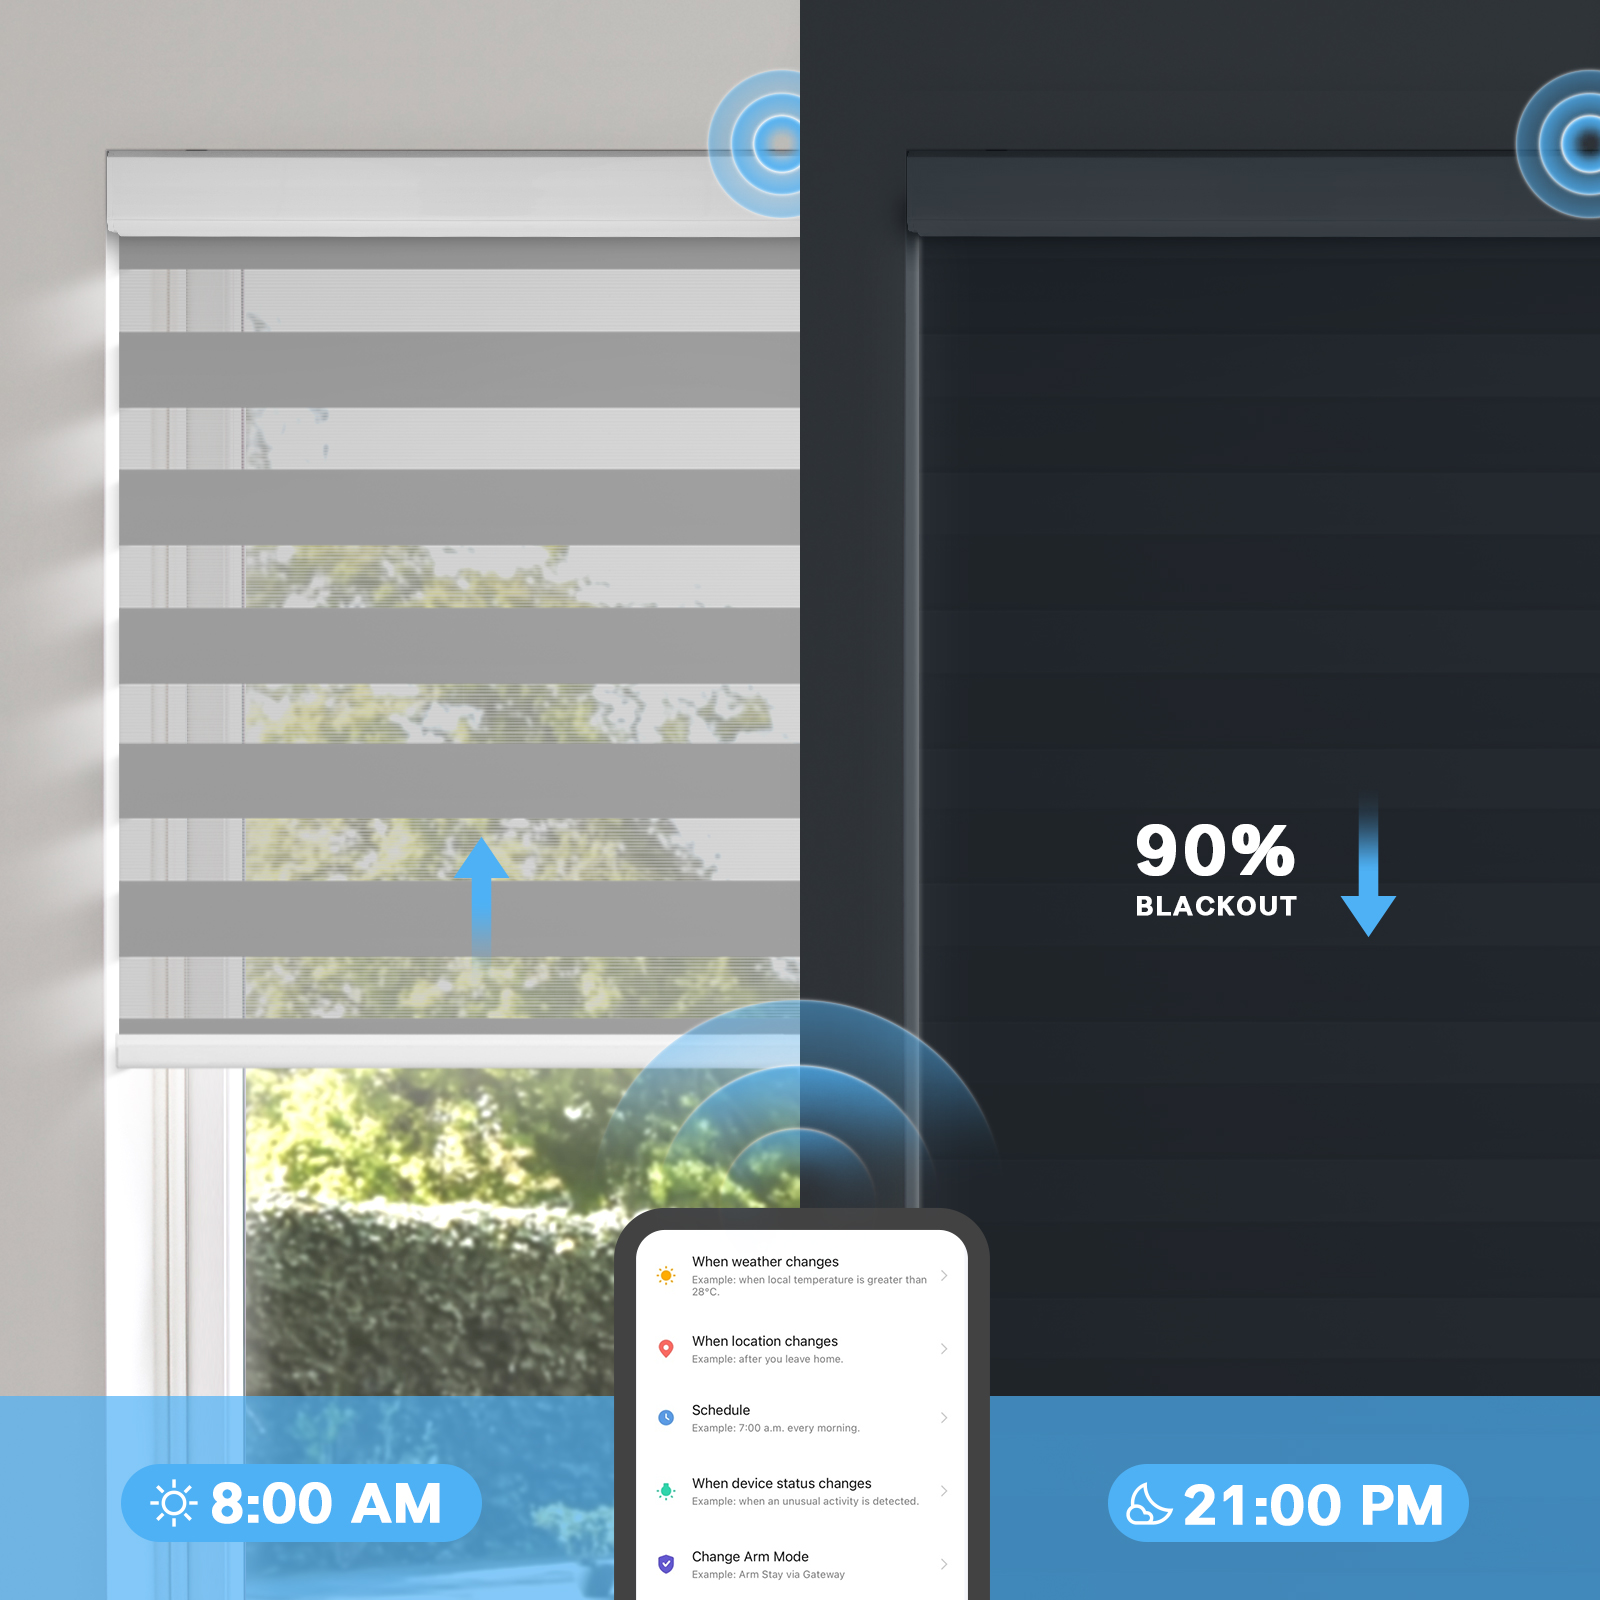 90%
BLACKOUT
When weather changes
Example: when local temperature is greater than
28°C.
When location changes
Example: after you leave home.
Schedule
Example: 7:00 a.m. every morning.
When device status changes
Example: when an unusual activity is detected.
Change Arm Mode
Example: Arm Stay via Gateway
8:00 AM
21:00 PM